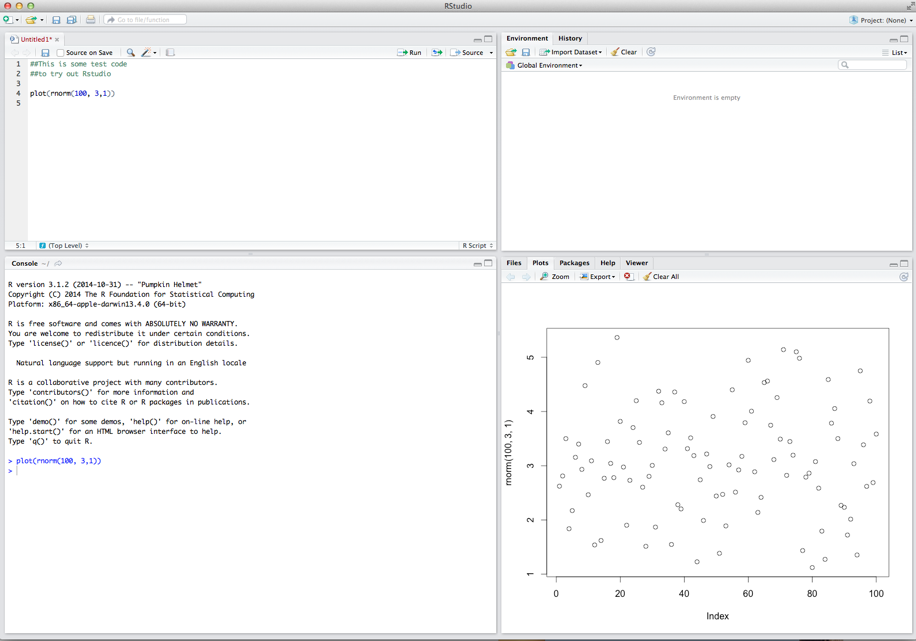 RStudio
Go to file/function
Project: (None)
Untitled1*
Source on Save
Run
Source
1 ##This is some test code
2 ##to try out Rstudio
3
4 plot(rnorm(100, 3,1))
5
5:1
(Top Level)
R Script
Environment
History
Import Dataset
Clear
List
Global Environment
Environment is empty
Console ~/
R version 3.1.2 (2014-10-31) -- "Pumpkin Helmet"
Copyright (C) 2014 The R Foundation for Statistical Computing
Platform: x86_64-apple-darwin13.4.0 (64-bit)
R is free software and comes with ABSOLUTELY NO WARRANTY.
You are welcome to redistribute it under certain conditions.
Type 'license()' or 'licence()' for distribution details.
Natural language support but running in an English locale
R is a collaborative project with many contributors.
Type 'contributors()' for more information and
'citation()' on how to cite R or R packages in publications.
Type 'demo()' for some demos, 'help()' for on-line help, or
'help.start()' for an HTML browser interface to help.
Type 'q()' to quit R.
> plot(rnorm(100, 3,1))
>
Files
Plots
Packages
Help
Viewer
Zoom
Export
Clear All
rnorm(100, 3, 1)
5
4
3
2
1
0 20 40 60 80 100
Index